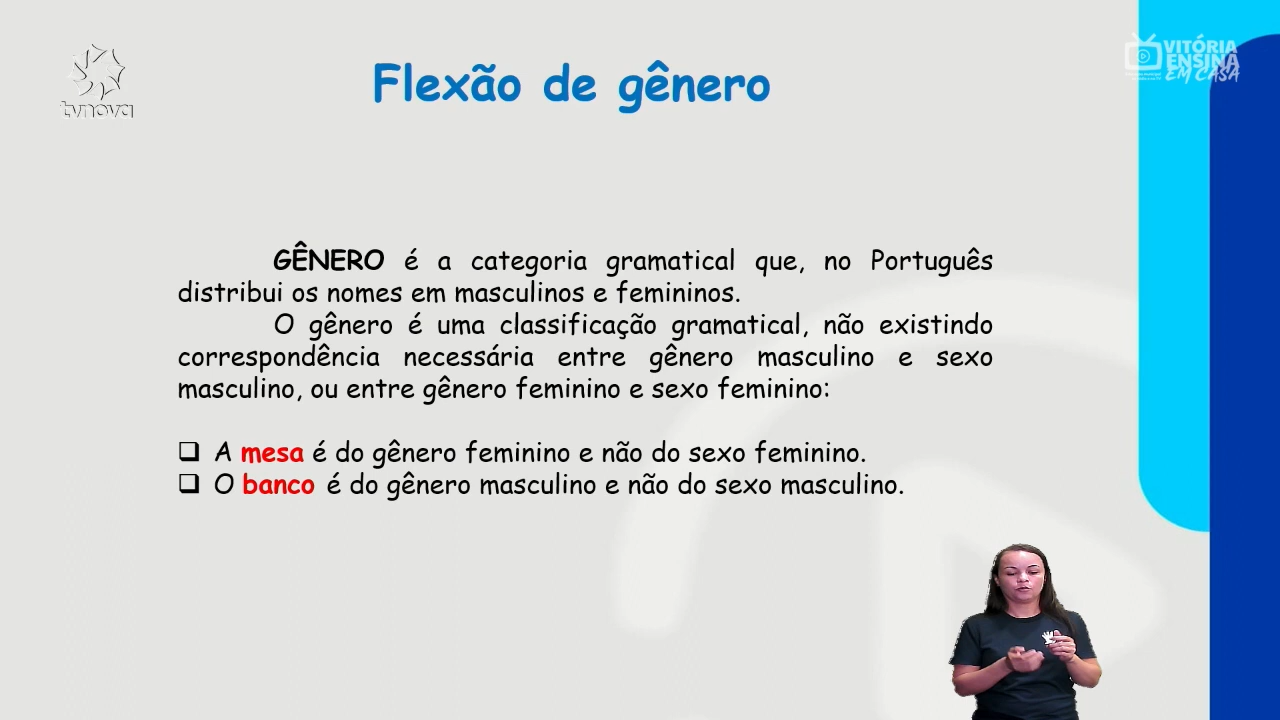 tvnova
VITÓRIA
ENSINA
EM CASA
Flexão de gênero
GÊNERO é a categoria gramatical que, no Português
distribui os nomes em masculinos e femininos.
O gênero é uma classificação gramatical, não existindo
correspondência necessária entre gênero masculino e sexo
masculino, ou entre gênero feminino e sexo feminino:
❑ A mesa é do gênero feminino e não do sexo feminino.
❑ O banco é do gênero masculino e não do sexo masculino.